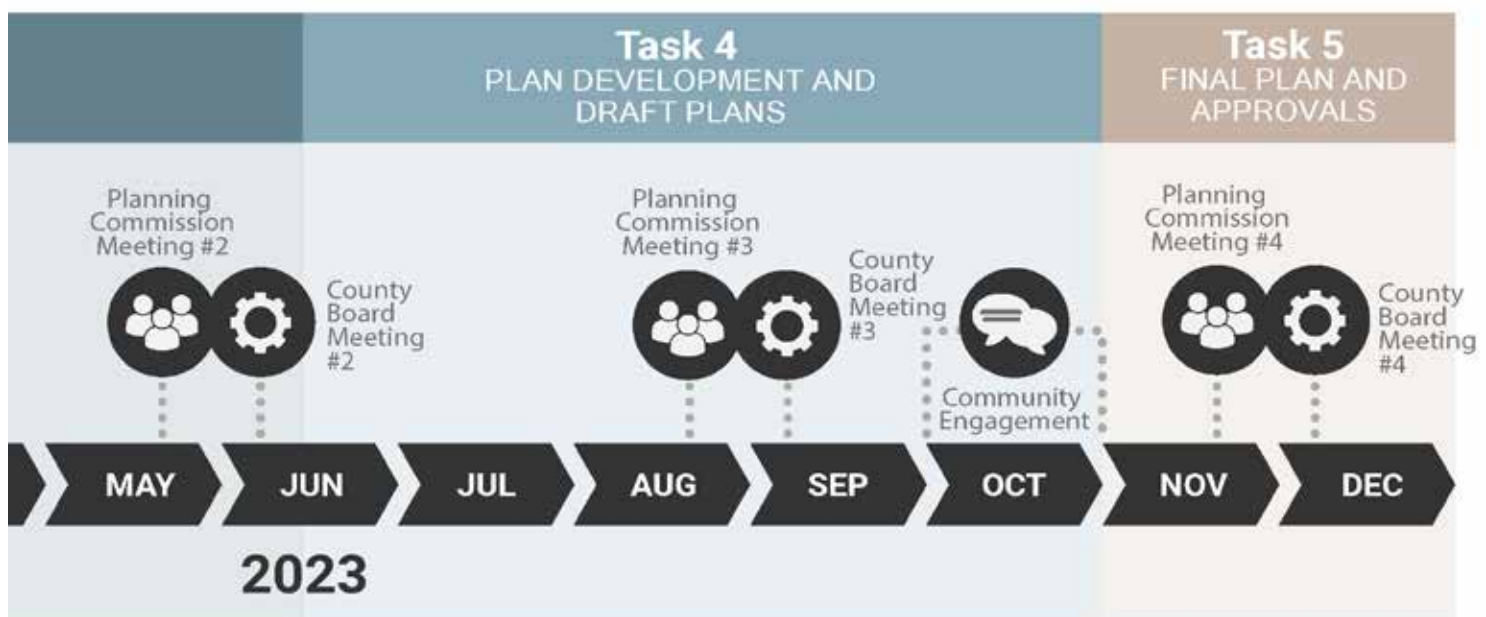 Task 4
PLAN DEVELOPMENT AND
DRAFT PLANS
Task 5
FINAL PLAN AND
APPROVALS
Planning
Commission
Meeting #2
County
Board
Meeting
#2
Planning
Commission
Meeting #3
County
Board
Meeting
#3
Community
Engagement
Planning
Commission
Meeting #4
County
Board
Meeting
#4
MAY
JUN
JUL
AUG
SEP
OCT
NOV
DEC
2023